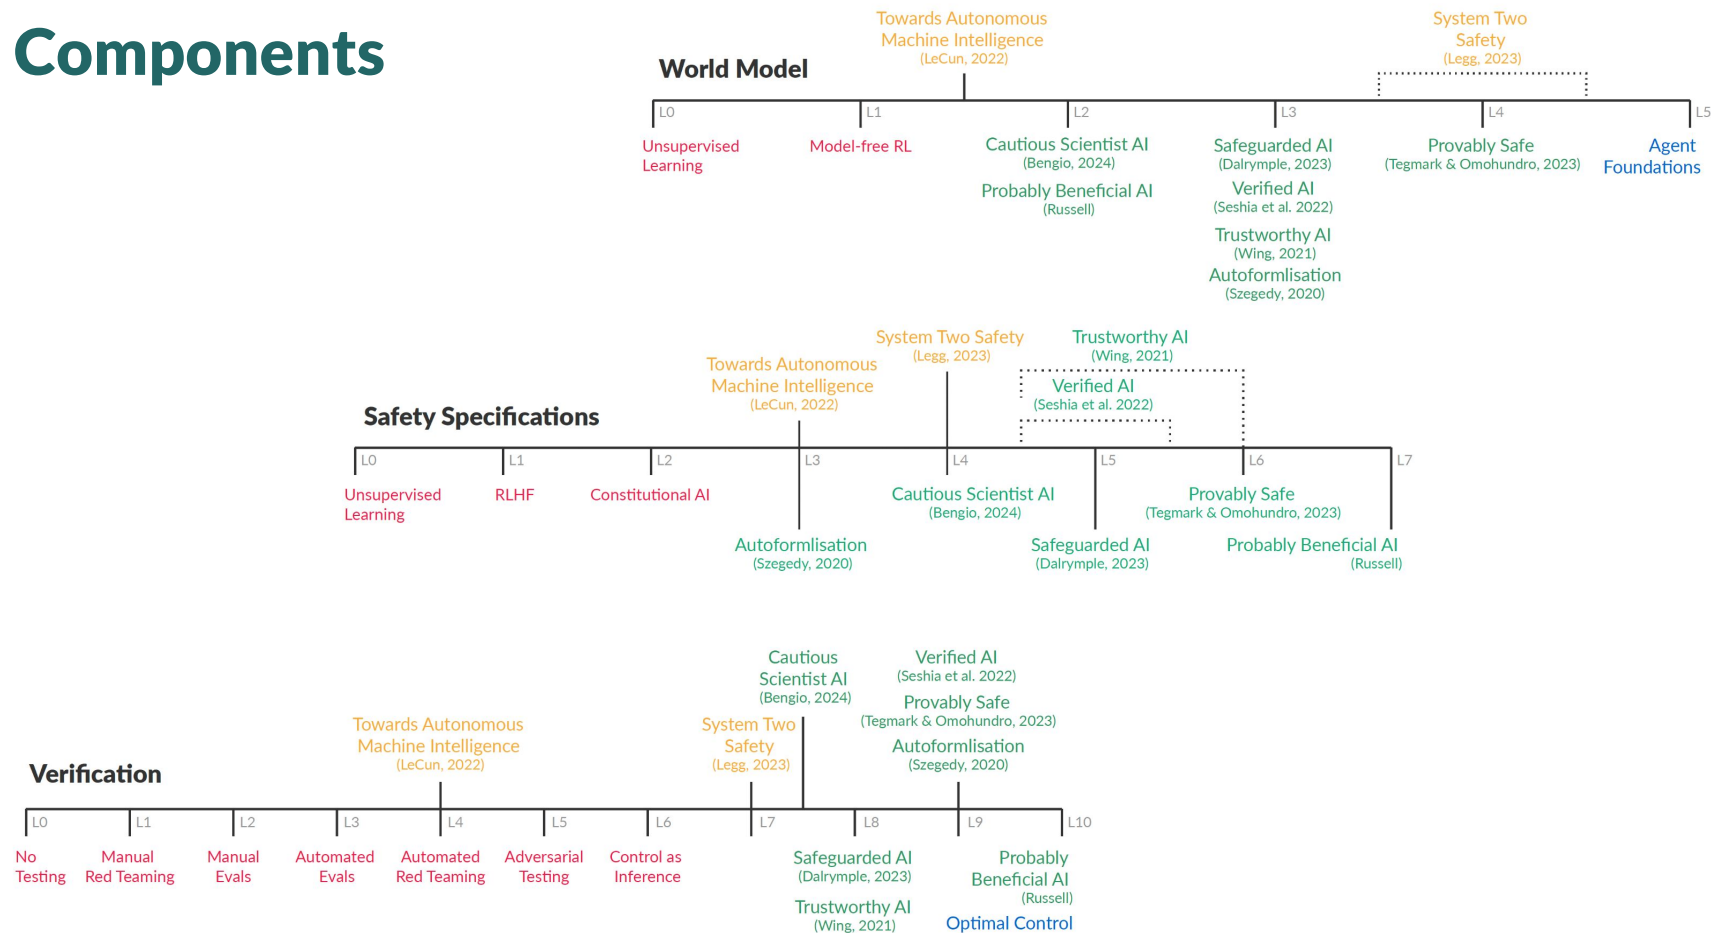 Components
Towards Autonomous
Machine Intelligence
(LeCun, 2022)
System Two
Safety
(Legg, 2023)
World Model
L0
L1
L2
L3
L4
L5
Unsupervised
Learning
Model-free RL
Cautious Scientist AI
(Bengio, 2024)
Probably Beneficial AI
(Russell)
Safeguarded AI
(Dalrymple, 2023)
Verified AI
(Seshia et al. 2022)
Trustworthy AI
(Wing, 2021)
Autoformlisation
(Szegedy, 2020)
Provably Safe
(Tegmark & Omohundro, 2023)
Agent
Foundations
System Two Safety
(Legg, 2023)
Trustworthy AI
(Wing, 2021)
Towards Autonomous
Machine Intelligence
(LeCun, 2022)
Verified AI
(Seshia et al. 2022)
Safety Specifications
L0
L1
L2
L3
L4
L5
L6
L7
Unsupervised
Learning
RLHF
Constitutional AI
Autoformlisation
(Szegedy, 2020)
Cautious Scientist AI
(Bengio, 2024)
Safeguarded AI
(Dalrymple, 2023)
Provably Safe
(Tegmark & Omohundro, 2023)
Probably Beneficial AI
(Russell)
Cautious
Scientist AI
(Bengio, 2024)
Verified AI
(Seshia et al. 2022)
Provably Safe
(Tegmark & Omohundro, 2023)
Autoformlisation
(Szegedy, 2020)
Towards Autonomous
Machine Intelligence
(LeCun, 2022)
System Two
Safety
(Legg, 2023)
Verification
L0
L1
L2
L3
L4
L5
L6
L7
L8
L9
L10
No
Testing
Manual
Red Teaming
Manual
Evals
Automated
Evals
Automated
Red Teaming
Adversarial
Testing
Control as
Inference
Safeguarded AI
(Dalrymple, 2023)
Trustworthy AI
(Wing, 2021)
Probably
Beneficial AI
(Russell)
Optimal Control